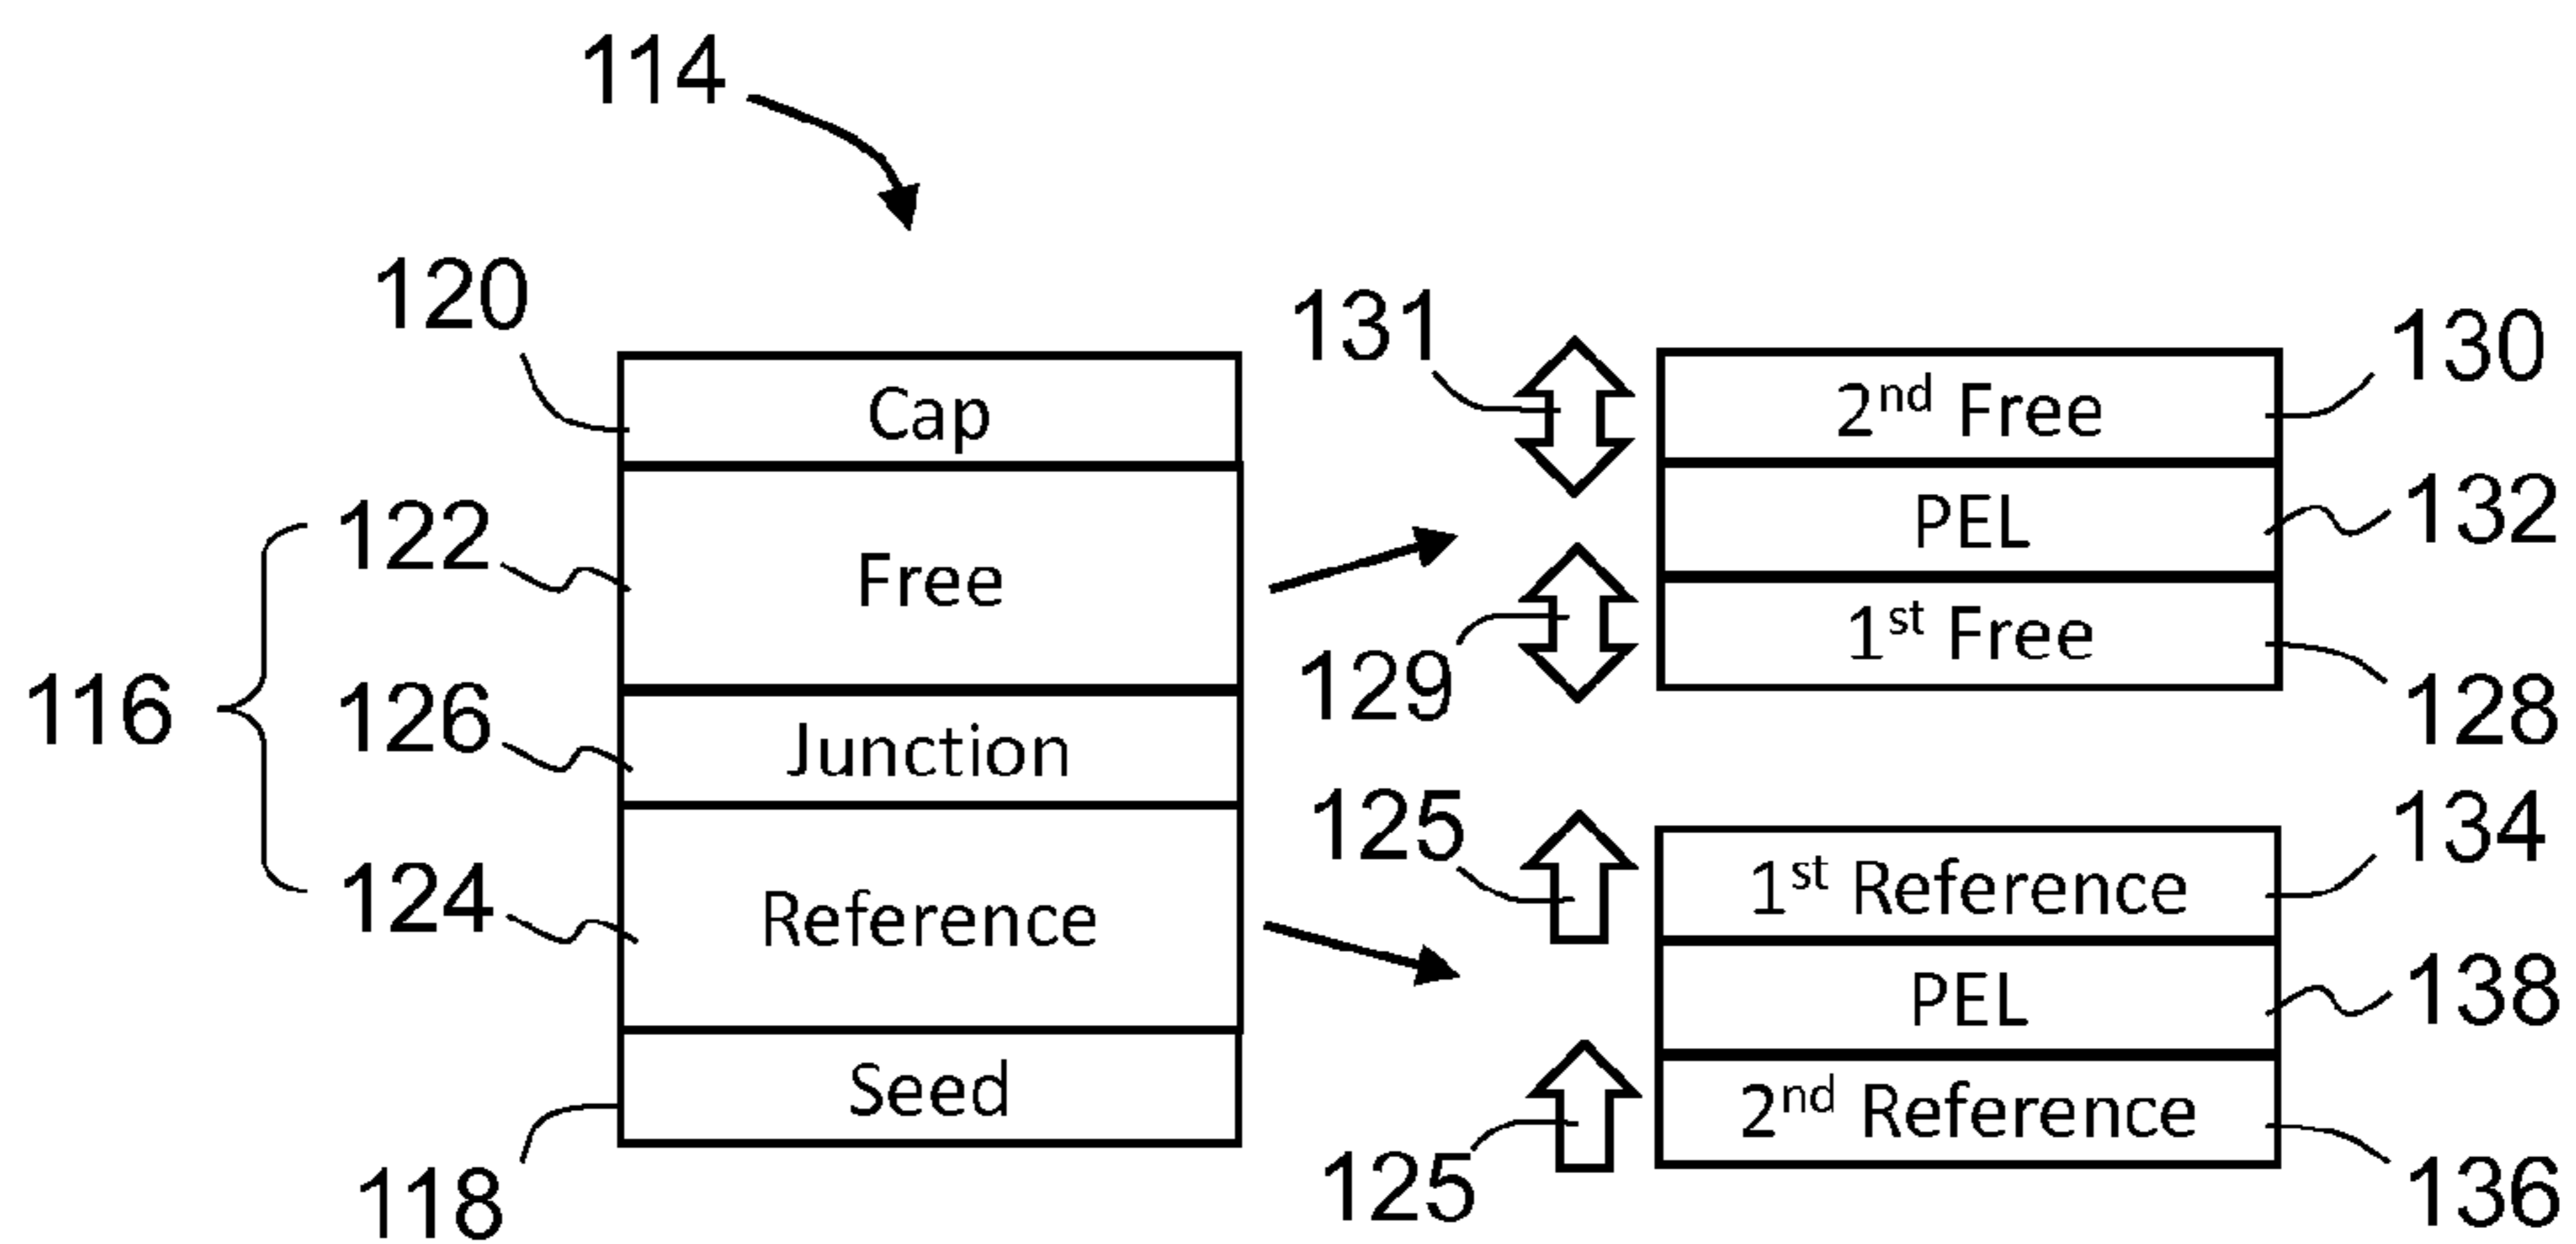 114
120
131
130
Cap
2nd Free
122
132
PEL
Free
129
1st Free
128
116
126
Junction
125
134
1st Reference
124
Reference
138
PEL
Seed
2nd Reference
118
125
136